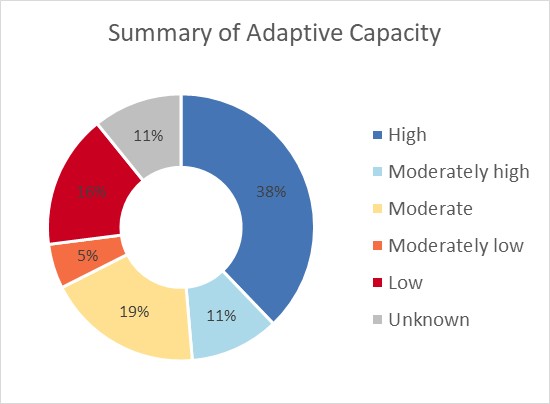 Summary of Adaptive Capacity
11%
38%
16%
5%
19%
11%
High
Moderately high
Moderate
Moderately low
Low
Unknown